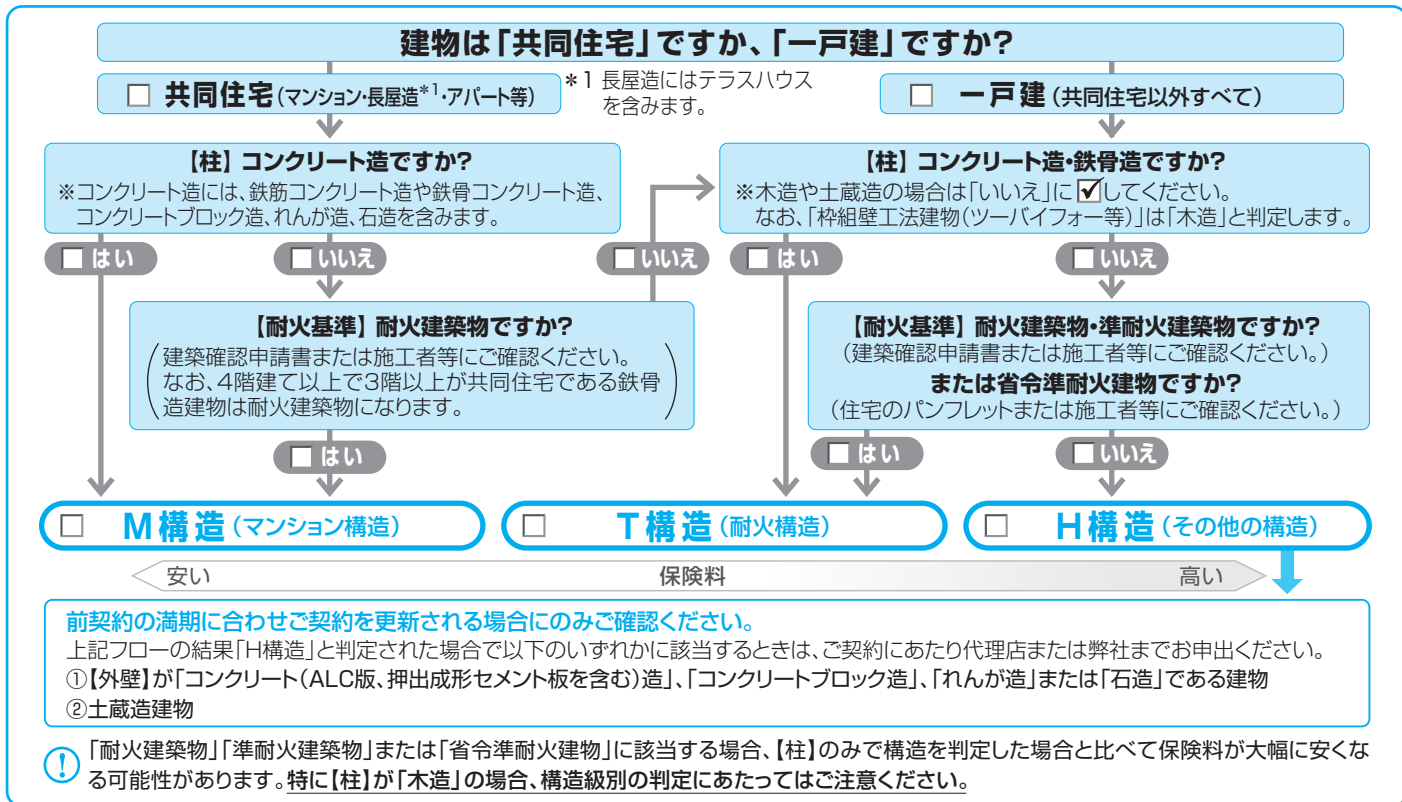 建物は「共同住宅」ですか、「一戸建」ですか?
□ 共同住宅(マンション・長屋造*1・アパート等)
*1 長屋造にはテラスハウス
を含みます。
□ 一戸建(共同住宅以外すべて)
【柱】コンクリート造ですか?
※コンクリート造には、鉄筋コンクリート造や鉄骨コンクリート造、
コンクリートブロック造、れんが造、石造を含みます。
【柱】コンクリート造・鉄骨造ですか?
※木造や土蔵造の場合は「いいえ」に☑してください。
なお、「枠組壁工法建物(ツーバイフォー等)」は「木造」と判定します。
□はい
□いいえ
□いいえ
□はい
□いいえ
【耐火基準】耐火建築物ですか?
(建築確認申請書または施工者等にご確認ください。
なお、4階建て以上で3階以上が共同住宅である鉄骨
造建物は耐火建築物になります。)
【耐火基準】耐火建築物・準耐火建築物ですか?
(建築確認申請書または施工者等にご確認ください。)
または省令準耐火建物ですか?
(住宅のパンフレットまたは施工者等にご確認ください。)
□はい
□はい
□いいえ
□ M構造(マンション構造)
□ T構造(耐火構造)
□ H構造(その他の構造)
安い 保険料 高い
前契約の満期に合わせご契約を更新される場合にのみご確認ください。
上記フローの結果「H構造」と判定された場合で以下のいずれかに該当するときは、ご契約にあたり代理店または弊社までお申出ください。
①【外壁】が「コンクリート(ALC版、押出成形セメント板を含む)造」、「コンクリートブロック造」、「れんが造」または「石造」である建物
②土蔵造建物
! 「耐火建築物」「準耐火建築物」または「省令準耐火建物」に該当する場合、【柱】のみで構造を判定した場合と比べて保険料が大幅に安くな
る可能性があります。特に【柱】が「木造」の場合、構造級別の判定にあたってはご注意ください。